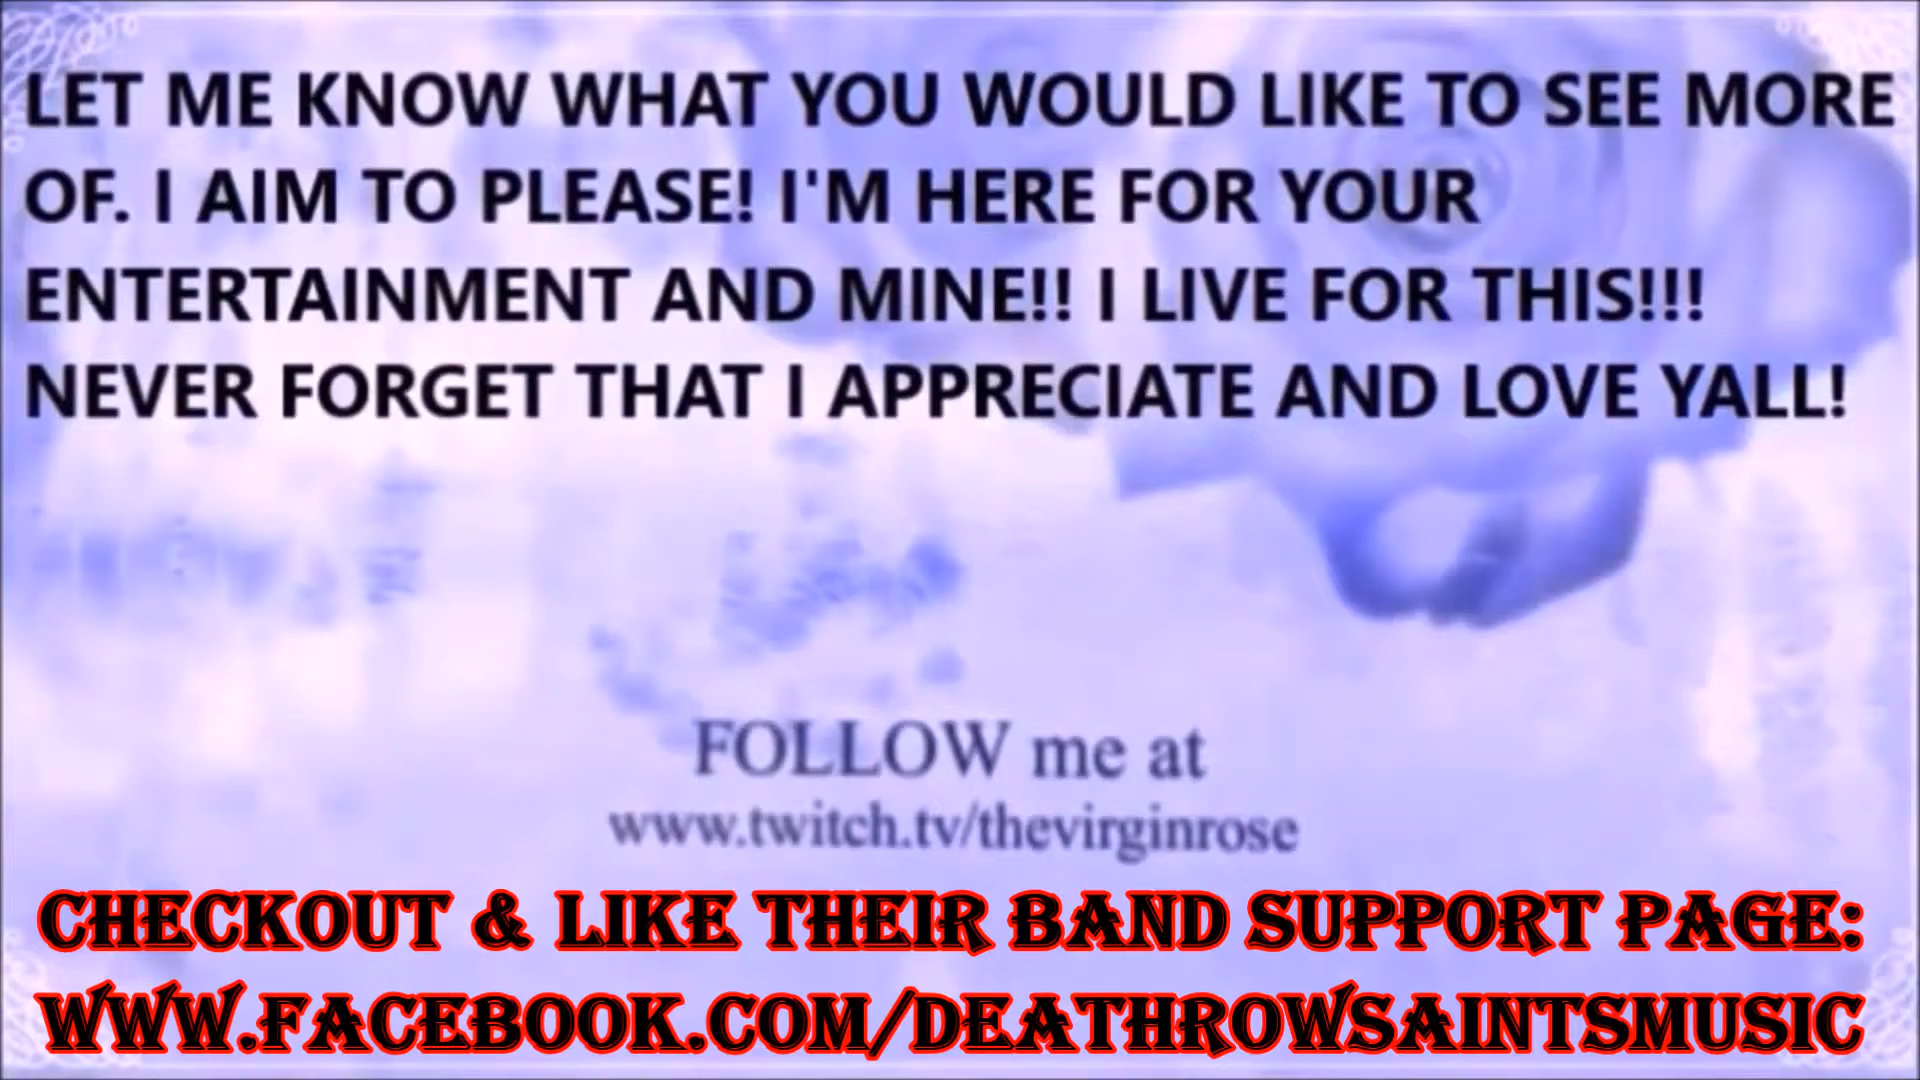 LET ME KNOW WHAT YOU WOULD LIKE TO SEE MORE
OF. I AIM TO PLEASE! I'M HERE FOR YOUR
ENTERTAINMENT AND MINE!! I LIVE FOR THIS!!!
NEVER FORGET THAT I APPRECIATE AND LOVE YALL!
FOLLOW me at
www.twitch.tv/thevirginrose
CHECKOUT & LIKE THEIR BAND SUPPORT PAGE:
WWW.FACEBOOK.COM/DEATHROWSAINTSMUSIC